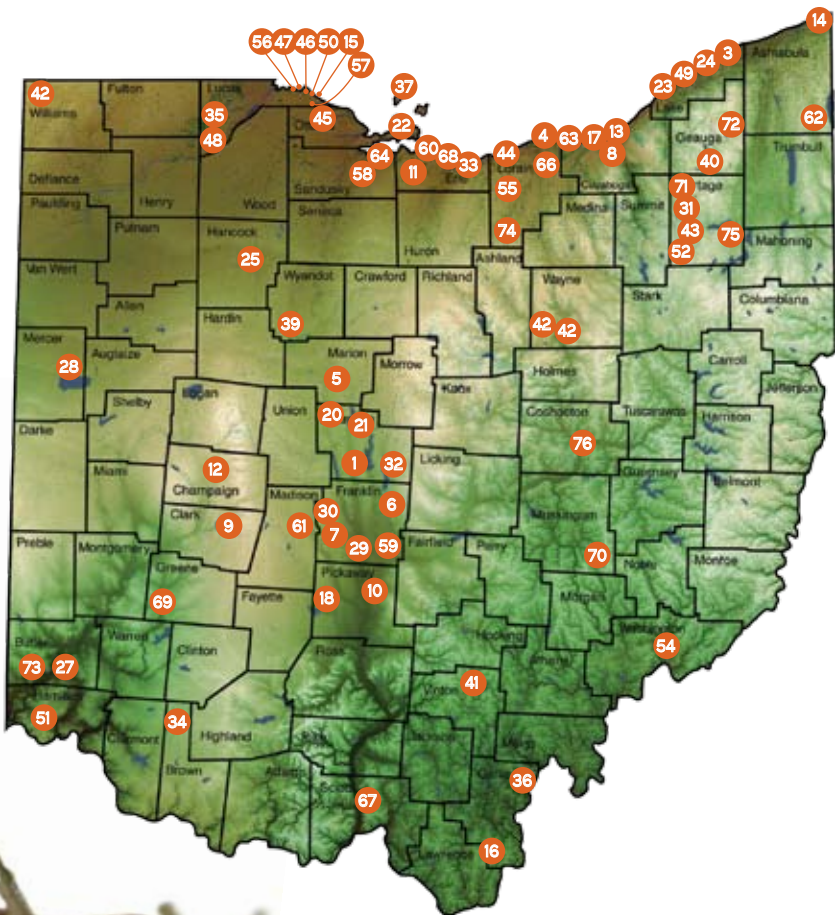 14
56 47 46 50 15
3
57
24
Ashtabula
49
37
23
42
Fulton
Lucas
Lake
Williams
35
45
22
62
72
4 63 17 13
Geauga
48
60
64
68
44
66
8
40
Trumbull
58
11
33
Lorain
Erie
55
71
Defiance
Henry
Wood
Sandusky
Cuyahoga
Paulding
Seneca
Medina
Summit
31
Putnam
Hancock
74
43
75
Mahoning
25
Huron
Ashland
52
Van Wert
Wyandot
Crawford
Richland
Wayne
Stark
Allen
Columbiana
Hardin
39
42 42
Mercer
Auglaize
Marion
Morrow
Carroll
28
Holmes
5
Knox
Jefferson
Logan
Shelby
Union
20
Coshocton
Tuscarawas
Harrison
21
Darke
76
12
1
32
Licking
Miami
Guernsey
Belmont
Champaign
Madison
Franklin
6
Clark
9
61
30
Muskingum
7
29
59
Fairfield
Perry
Preble
Montgomery
70
Noble
Monroe
Greene
Pickaway
10
69
Fayette
18
Morgan
Butler
Warren
Hocking
Washington
Clinton
Ross
Athens
54
73
27
Vinton
41
Hamilton
51
34
Clermont
Highland
Pike
Jackson
Meigs
Brown
Adams
Gallia
36
Scioto
67
Lawrence
16